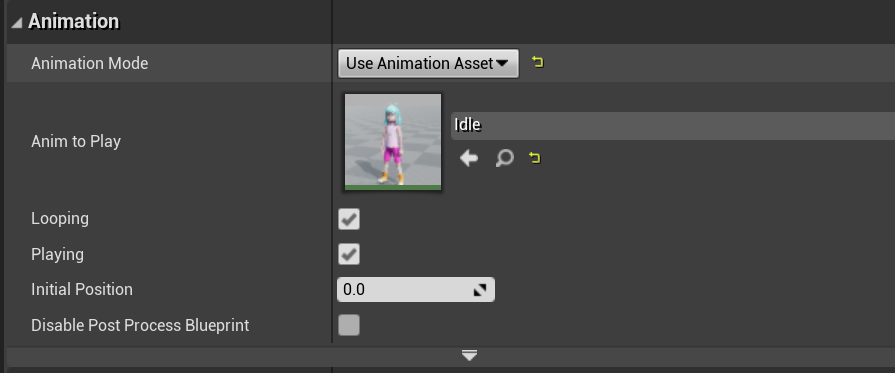 Animation
Animation Mode
Use Animation Asset
Anim to Play
Idle
Looping
Playing
Initial Position
0.0
Disable Post Process Blueprint